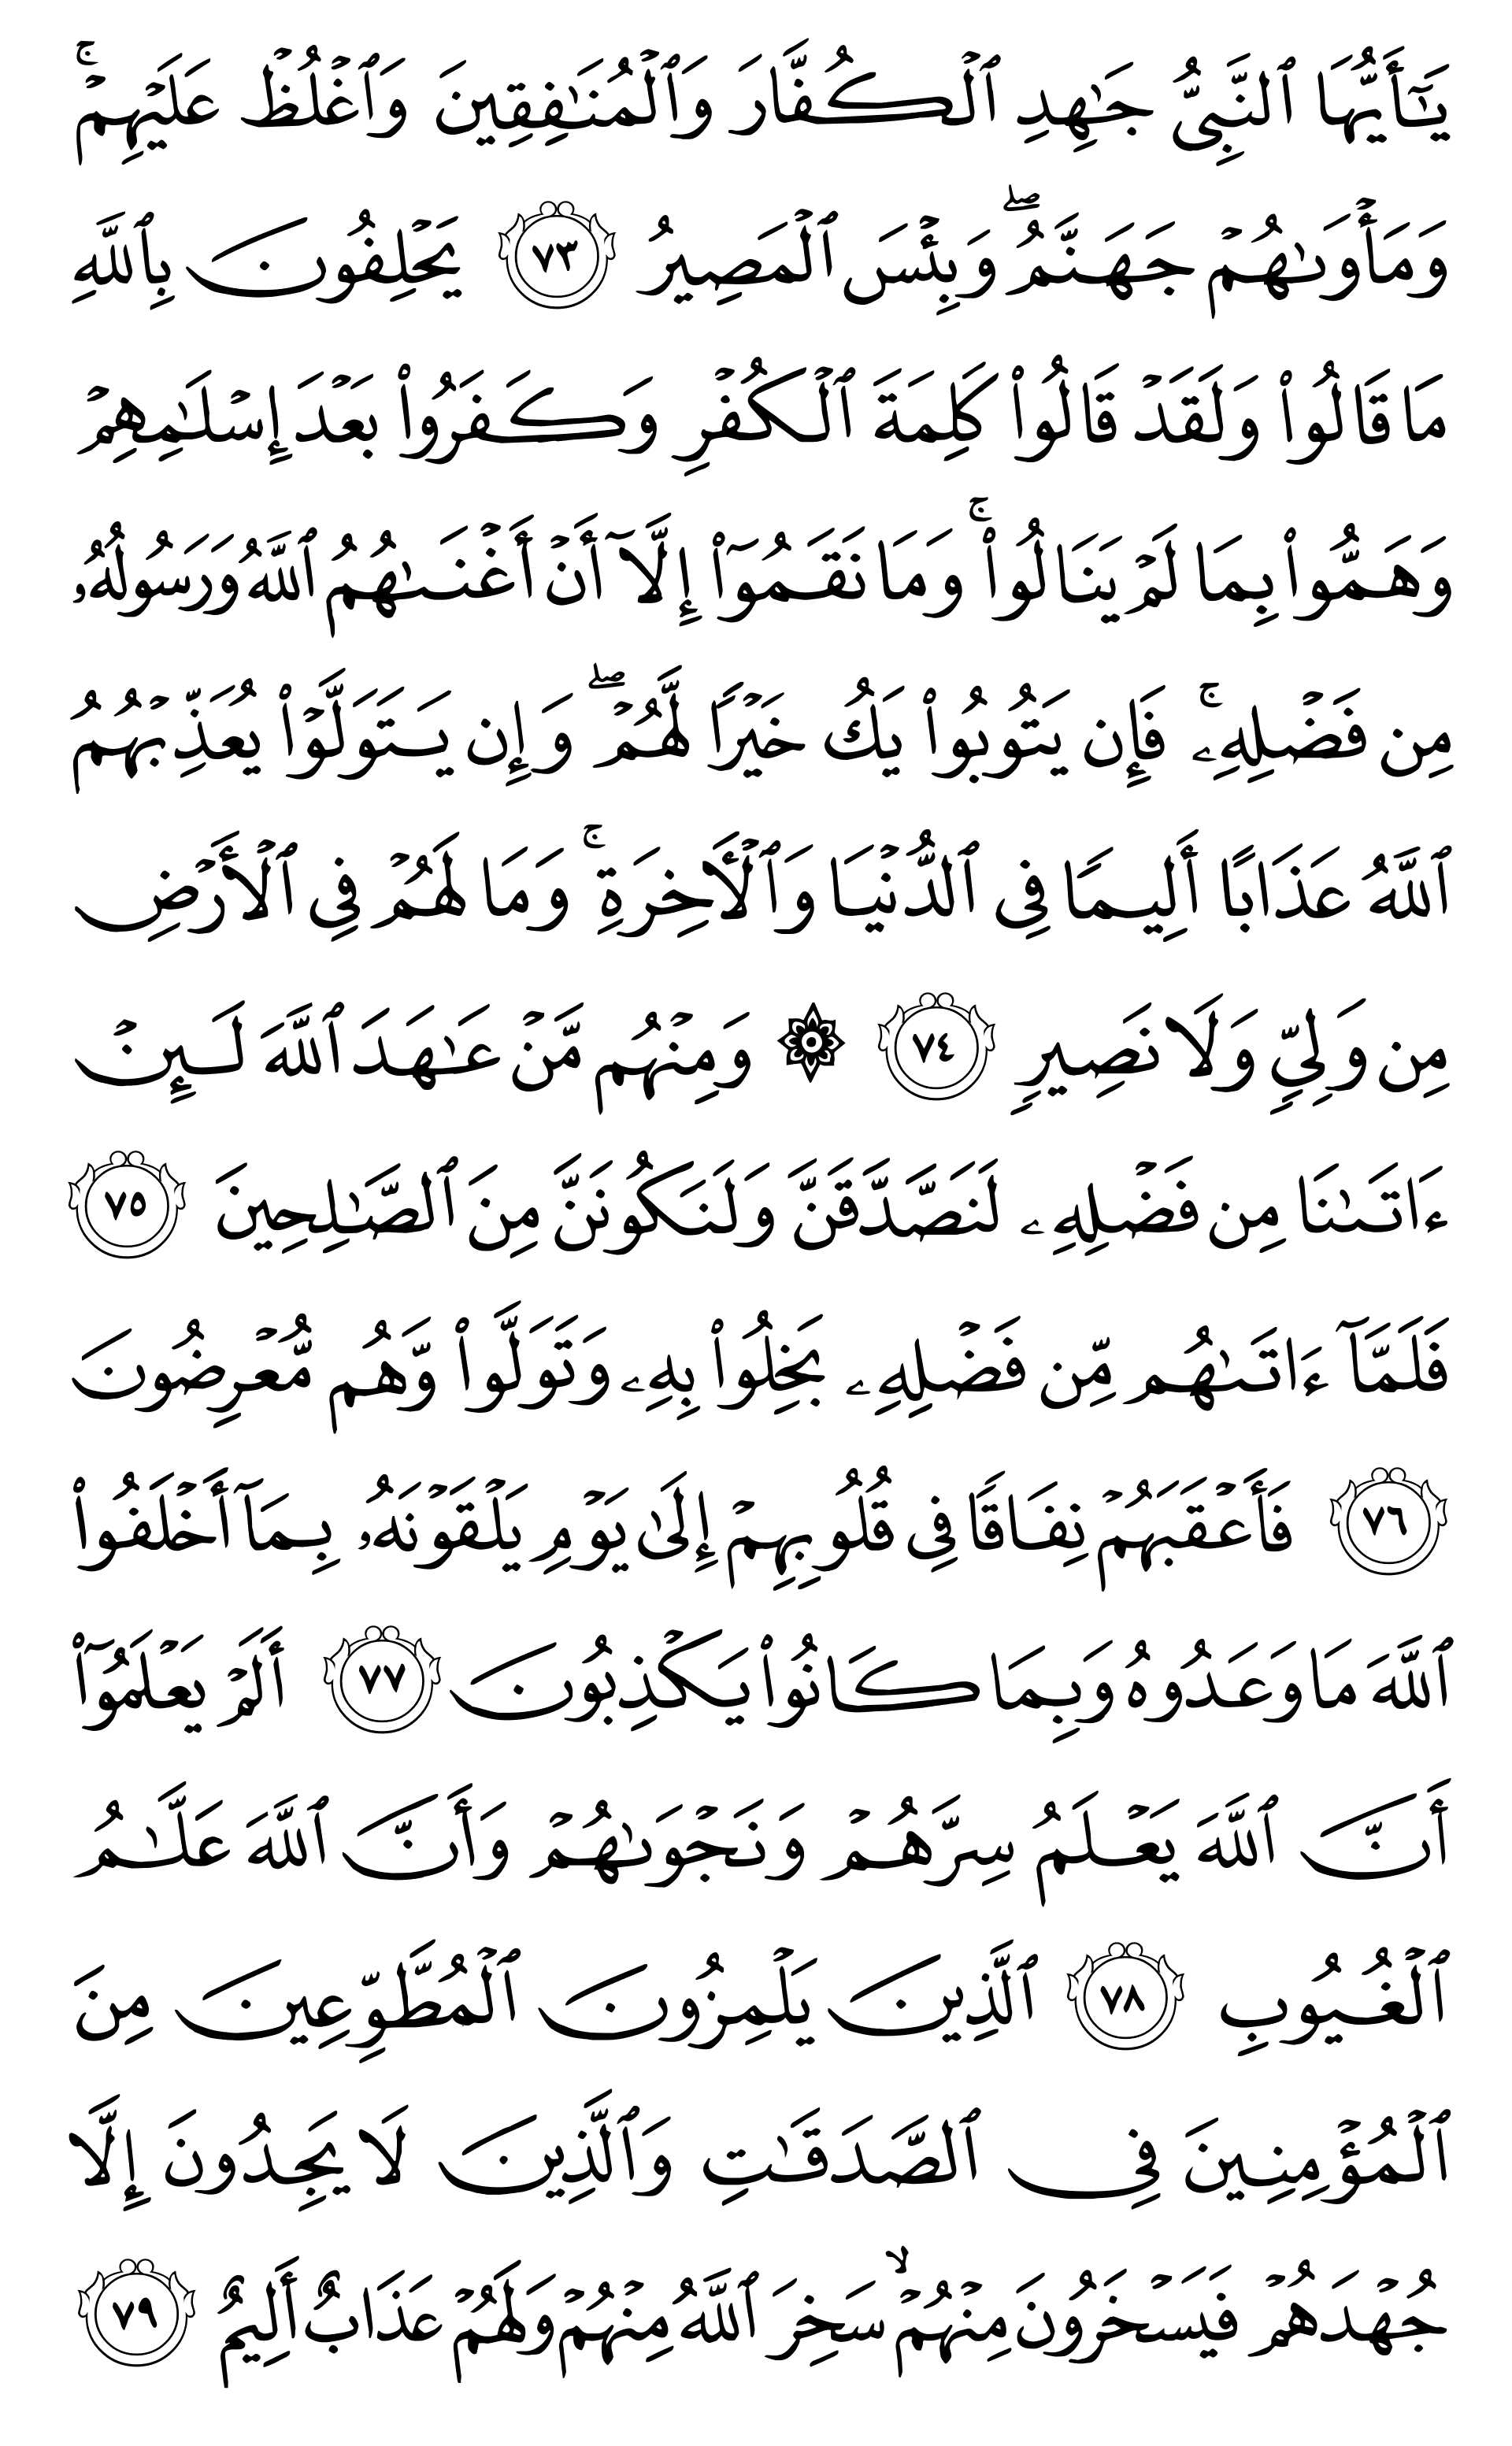 يَـٰٓأَيُّهَا ٱلنَّبِيُّ جَـٰهِدِ ٱلۡكُفَّارَ وَٱلۡمُنَـٰفِقِينَ وَٱغۡلُظۡ عَلَيۡهِمۡۚ
وَمَأۡوَىٰهُمۡ جَهَنَّمُۖ وَبِئۡسَ ٱلۡمَصِيرُ ٧٣ يَحۡلِفُونَ بِٱللَّهِ
مَا قَالُواْ وَلَقَدۡ قَالُواْ كَلِمَةَ ٱلۡكُفۡرِ وَكَفَرُواْ بَعۡدَ إِسۡلَـٰمِهِمۡ
وَهَمُّواْ بِمَا لَمۡ يَنَالُواْۚ وَمَا نَقَمُوٓاْ إِلَّآ أَنۡ أَغۡنَىٰهُمُ ٱللَّهُ وَرَسُولُهُۥ
مِن فَضۡلِهِۦۚ فَإِن يَتُوبُواْ يَكُ خَيۡرٗا لَّهُمۡۖ وَإِن يَتَوَلَّوۡاْ يُعَذِّبۡهُمُ
ٱللَّهُ عَذَابًا أَلِيمٗا فِي ٱلدُّنۡيَا وَٱلۡأٓخِرَةِۚ وَمَا لَهُمۡ فِي ٱلۡأَرۡضِ
مِن وَلِيّٖ وَلَا نَصِيرٖ ٧٤ ۞ وَمِنۡهُم مَّنۡ عَـٰهَدَ ٱللَّهَ لَئِنۡ
ءَاتَىٰنَا مِن فَضۡلِهِۦ لَنَصَّدَّقَنَّ وَلَنَكُونَنَّ مِنَ ٱلصَّـٰلِحِينَ ٧٥
فَلَمَّآ ءَاتَىٰهُم مِّن فَضۡلِهِۦ بَخِلُواْ بِهِۦ وَتَوَلَّواْ وَّهُم مُّعۡرِضُونَ
٧٦ فَأَعۡقَبَهُمۡ نِفَاقٗا فِي قُلُوبِهِمۡ إِلَىٰ يَوۡمِ يَلۡقَوۡنَهُۥ بِمَآ أَخۡلَفُواْ
ٱللَّهَ مَا وَعَدُوهُ وَبِمَا كَانُواْ يَكۡذِبُونَ ٧٧ أَلَمۡ يَعۡلَمُوٓاْ
أَنَّ ٱللَّهَ يَعۡلَمُ سِرَّهُمۡ وَنَجۡوَىٰهُمۡ وَأَنَّ ٱللَّهَ عَلَّـٰمُ
ٱلۡغُيُوبِ ٧٨ ٱلَّذِينَ يَلۡمِزُونَ ٱلۡمُطَّوِّعِينَ مِنَ
ٱلۡمُؤۡمِنِينَ فِي ٱلصَّدَقَـٰتِ وَٱلَّذِينَ لَا يَجِدُونَ إِلَّا
جُهۡدَهُمۡ فَيَسۡخَرُونَ مِنۡهُمۡۙ سَخِرَ ٱللَّهُ مِنۡهُمۡ وَلَهُمۡ عَذَابٌ أَلِيمٌ ٧٩